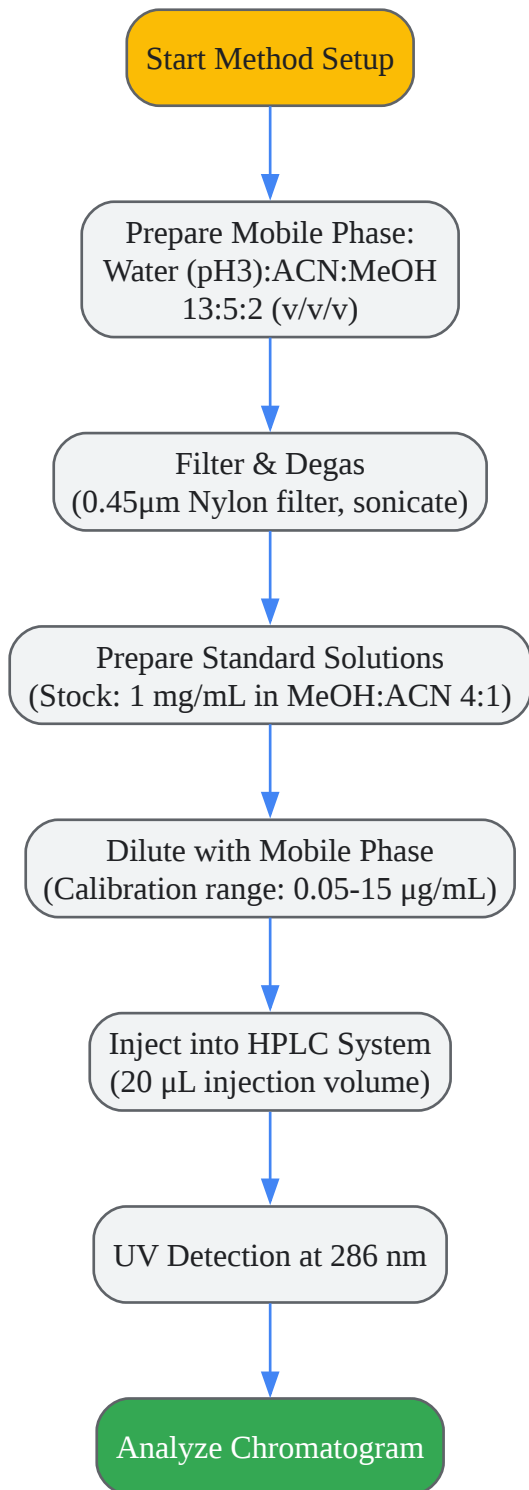 Start Method Setup
Prepare Mobile Phase:
Water (pH3):ACN:MeOH
13:5:2 (v/v/v)
Filter & Degas
(0.45μm Nylon filter, sonicate)
Prepare Standard Solutions
(Stock: 1 mg/mL in MeOH:ACN 4:1)
Dilute with Mobile Phase
(Calibration range: 0.05-15 μg/mL)
Inject into HPLC System
(20 μL injection volume)
UV Detection at 286 nm
Analyze Chromatogram